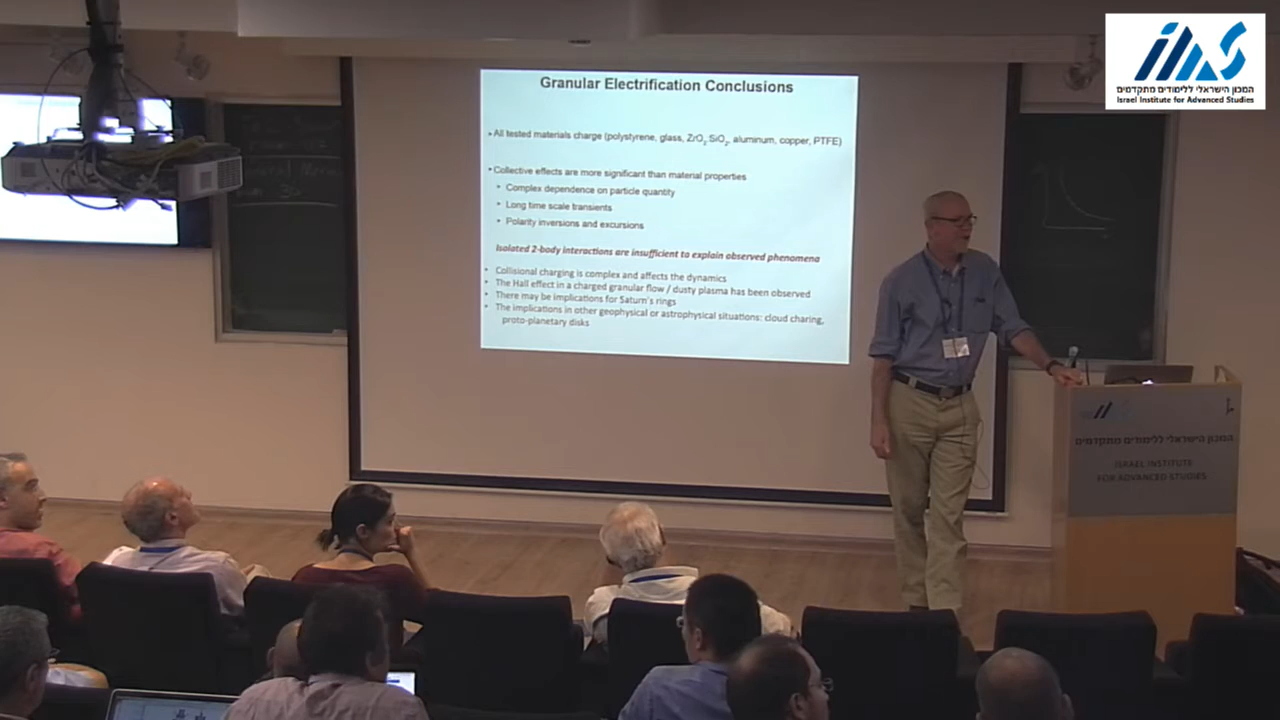 המכון הישראלי ללימודים מתקדמים
Israel Institute for Advanced Studies
Granular Electrification Conclusions
• All tested materials charge (polystyrene, glass, ZrO2:SiO2, aluminum, copper, PTFE)
• Collective effects are more significant than material properties
• Complex dependence on particle quantity
• Long time scale transients
• Polarity inversions and excursions
Isolated 2-body interactions are insufficient to explain observed phenomena
• Collisional charging is complex and affects the dynamics
• The Hall effect in a charged granular flow / dusty plasma has been observed
• There may be implications for Saturn's rings
• The implications in other geophysical or astrophysical situations: cloud charing,
proto-planetary disks
המכון הישראלי ללימודים מתקדמים
ISRAEL INSTITUTE
FOR ADVANCED STUDIES